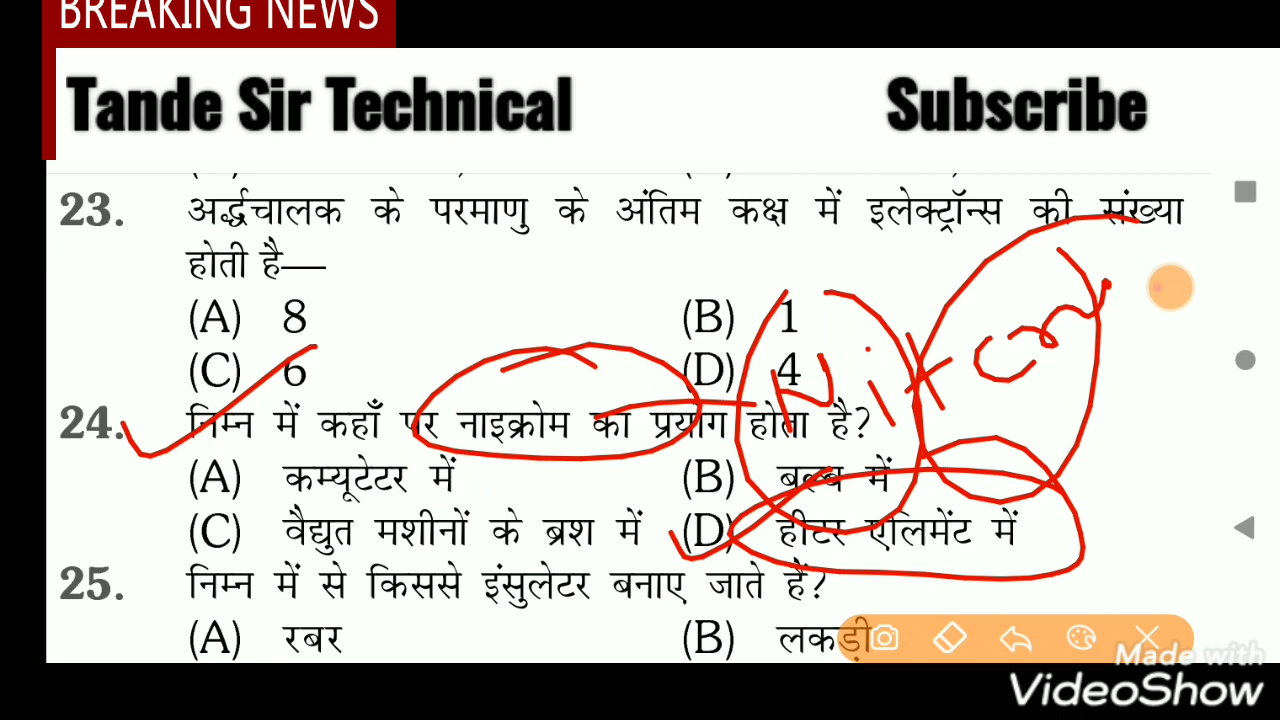 BREAKING NEWS
Tande Sir Technical Subscribe
23. अर्द्धचालक के परमाणु के अंतिम कक्ष में इलेक्ट्रॉन्स की संख्या
होती है—
(A) 8 (B) 1
(C) 6 (D) 4
Ni + Cr
24. निम्न में कहाँ पर नाइक्रोम का प्रयोग होता है?
(A) कम्यूटेटर में (B) बल्ब में
(C) वैद्युत मशीनों के ब्रश में (D) हीटर एलिमेंट में
25. निम्न में से किससे इंसुलेटर बनाए जाते हैं?
(A) रबर (B) लकड़ी
Made with
VideoShow